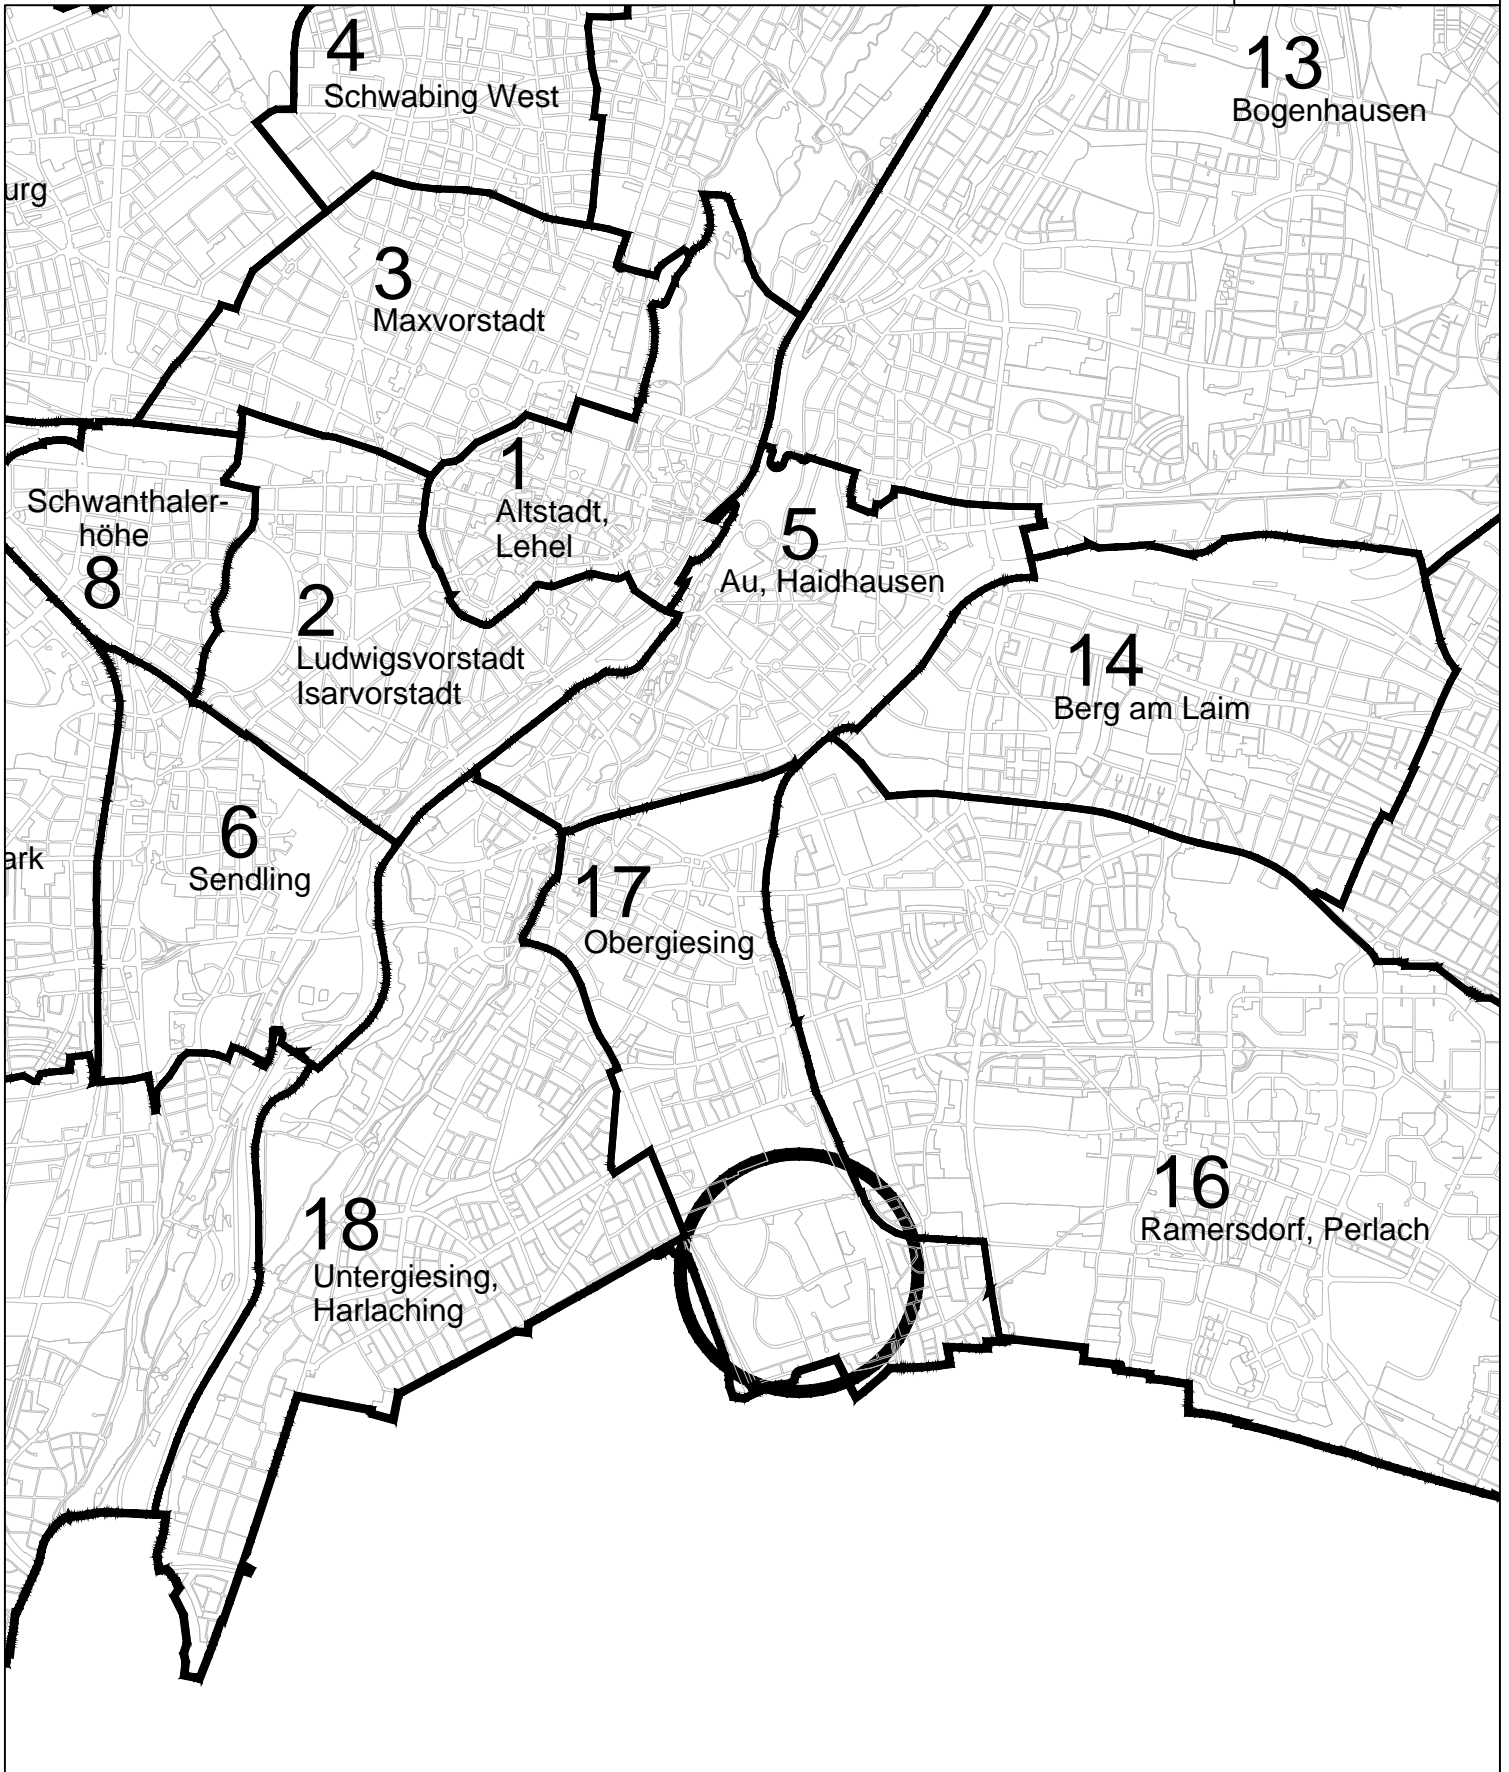 4
Schwabing West
13
Bogenhausen
urg
3
Maxvorstadt
1
Altstadt,
Lehel
Schwanthaler-
höhe
8
5
Au, Haidhausen
2
Ludwigsvorstadt
Isarvorstadt
14
Berg am Laim
6
Sendling
ark
17
Obergiesing
16
Ramersdorf, Perlach
18
Untergiesing,
Harlaching